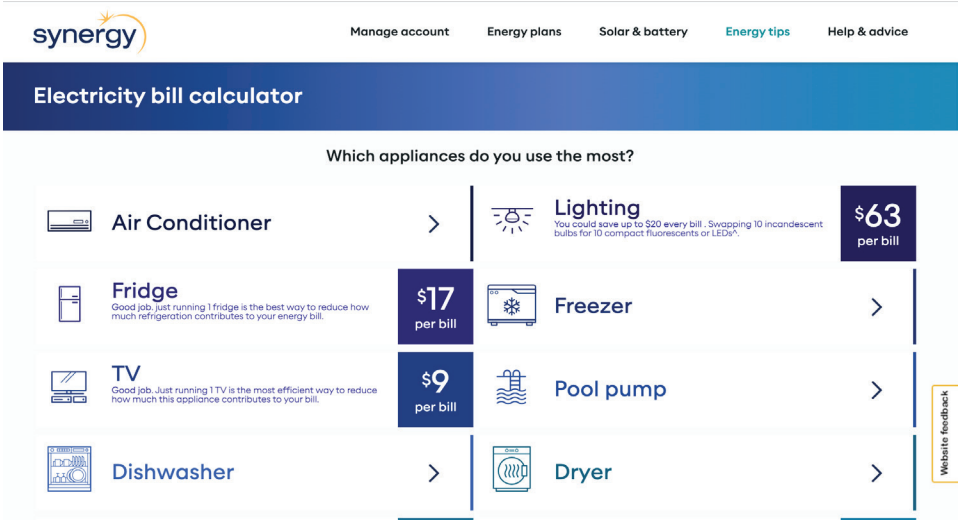 synergy
Manage account
Energy plans
Solar & battery
Energy tips
Help & advice
Electricity bill calculator
Which appliances do you use the most?
Air Conditioner
Lighting
You could save up to $20 every bill . Swapping 10 incandescent
bulbs for 10 compact fluorescents or LEDs^.
$63
per bill
Fridge
Good job. just running 1 fridge is the best way to reduce how
much refrigeration contributes to your energy bill.
$17
per bill
Freezer
TV
Good job. Just running 1 TV is the most efficient way to reduce
how much this appliance contributes to your bill.
$9
per bill
Pool pump
Dishwasher
Dryer
Website feedback